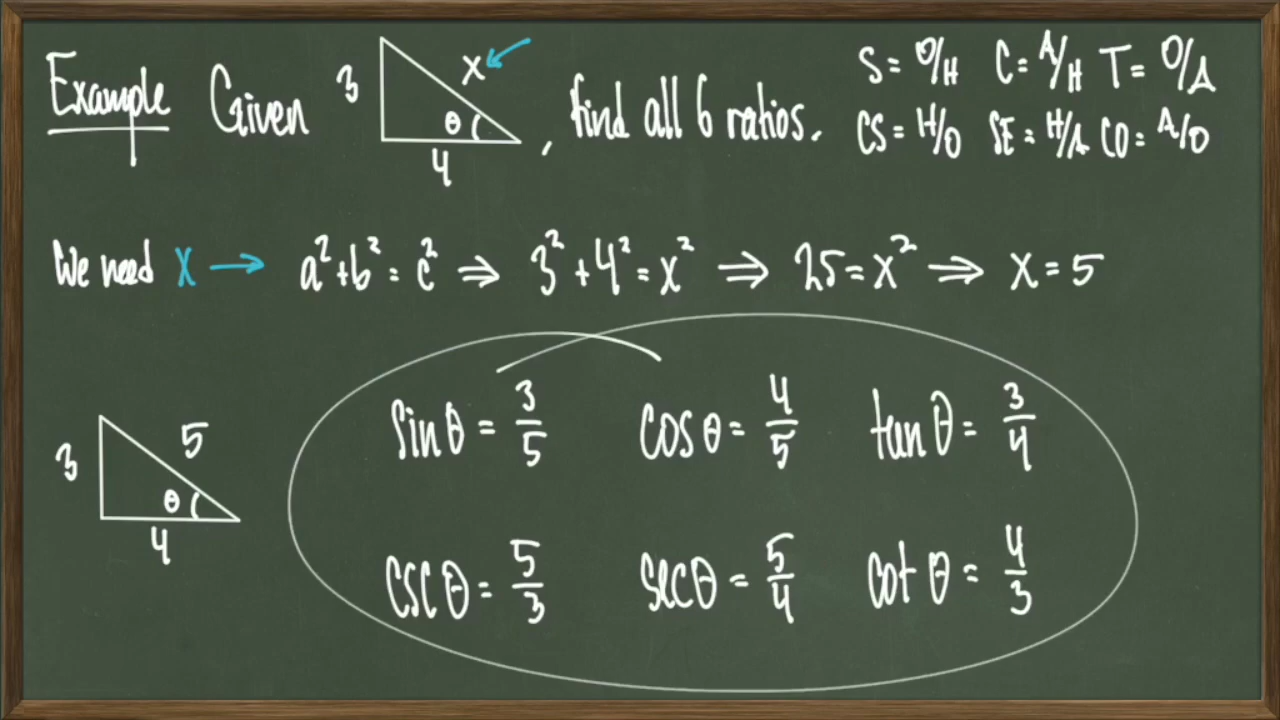 Example Given 3 x θ 4, find all 6 ratios.
S = O/H C = A/H T = O/A
CS = H/O SE = H/A CO = A/O
We need x → a² + b² = c² ⇒ 3² + 4² = x² ⇒ 25 = x² ⇒ x = 5
3 5 θ 4
sin θ = 3/5 cos θ = 4/5 tan θ = 3/4
csc θ = 5/3 sec θ = 5/4 cot θ = 4/3